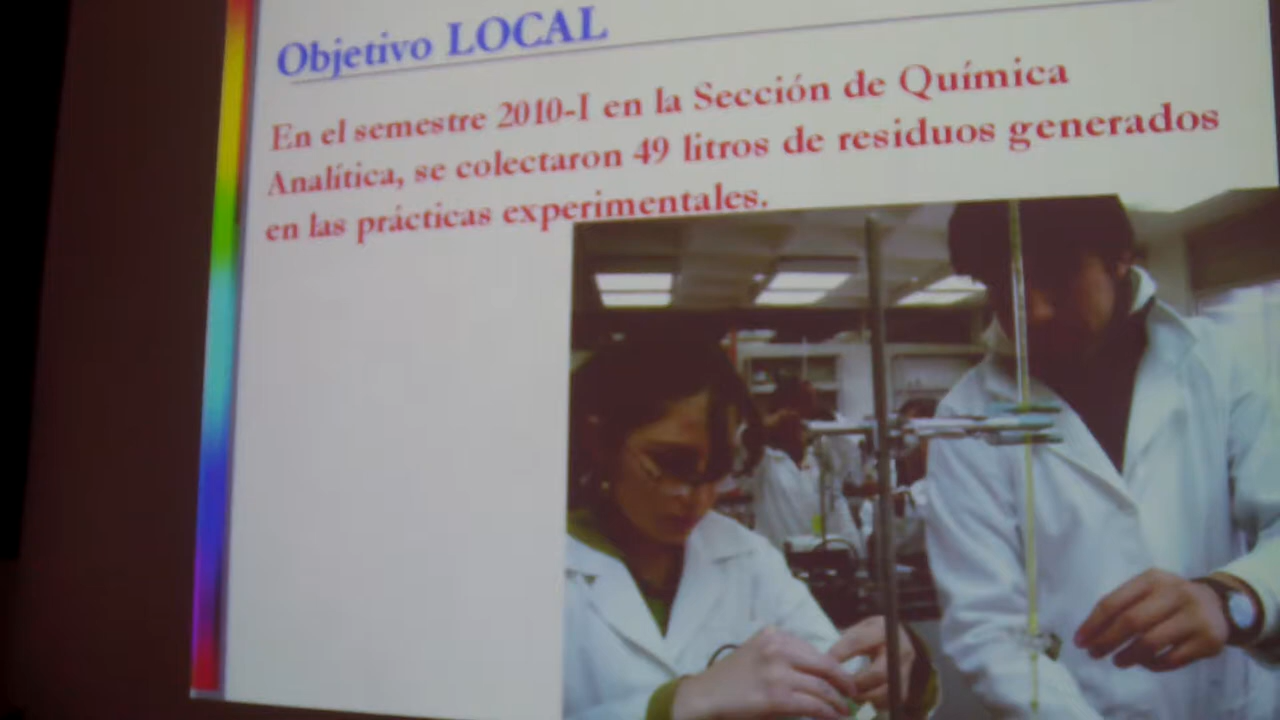 Objetivo LOCAL
En el semestre 2010-I en la Sección de Química
Analítica, se colectaron 49 litros de residuos generados
en las prácticas experimentales.